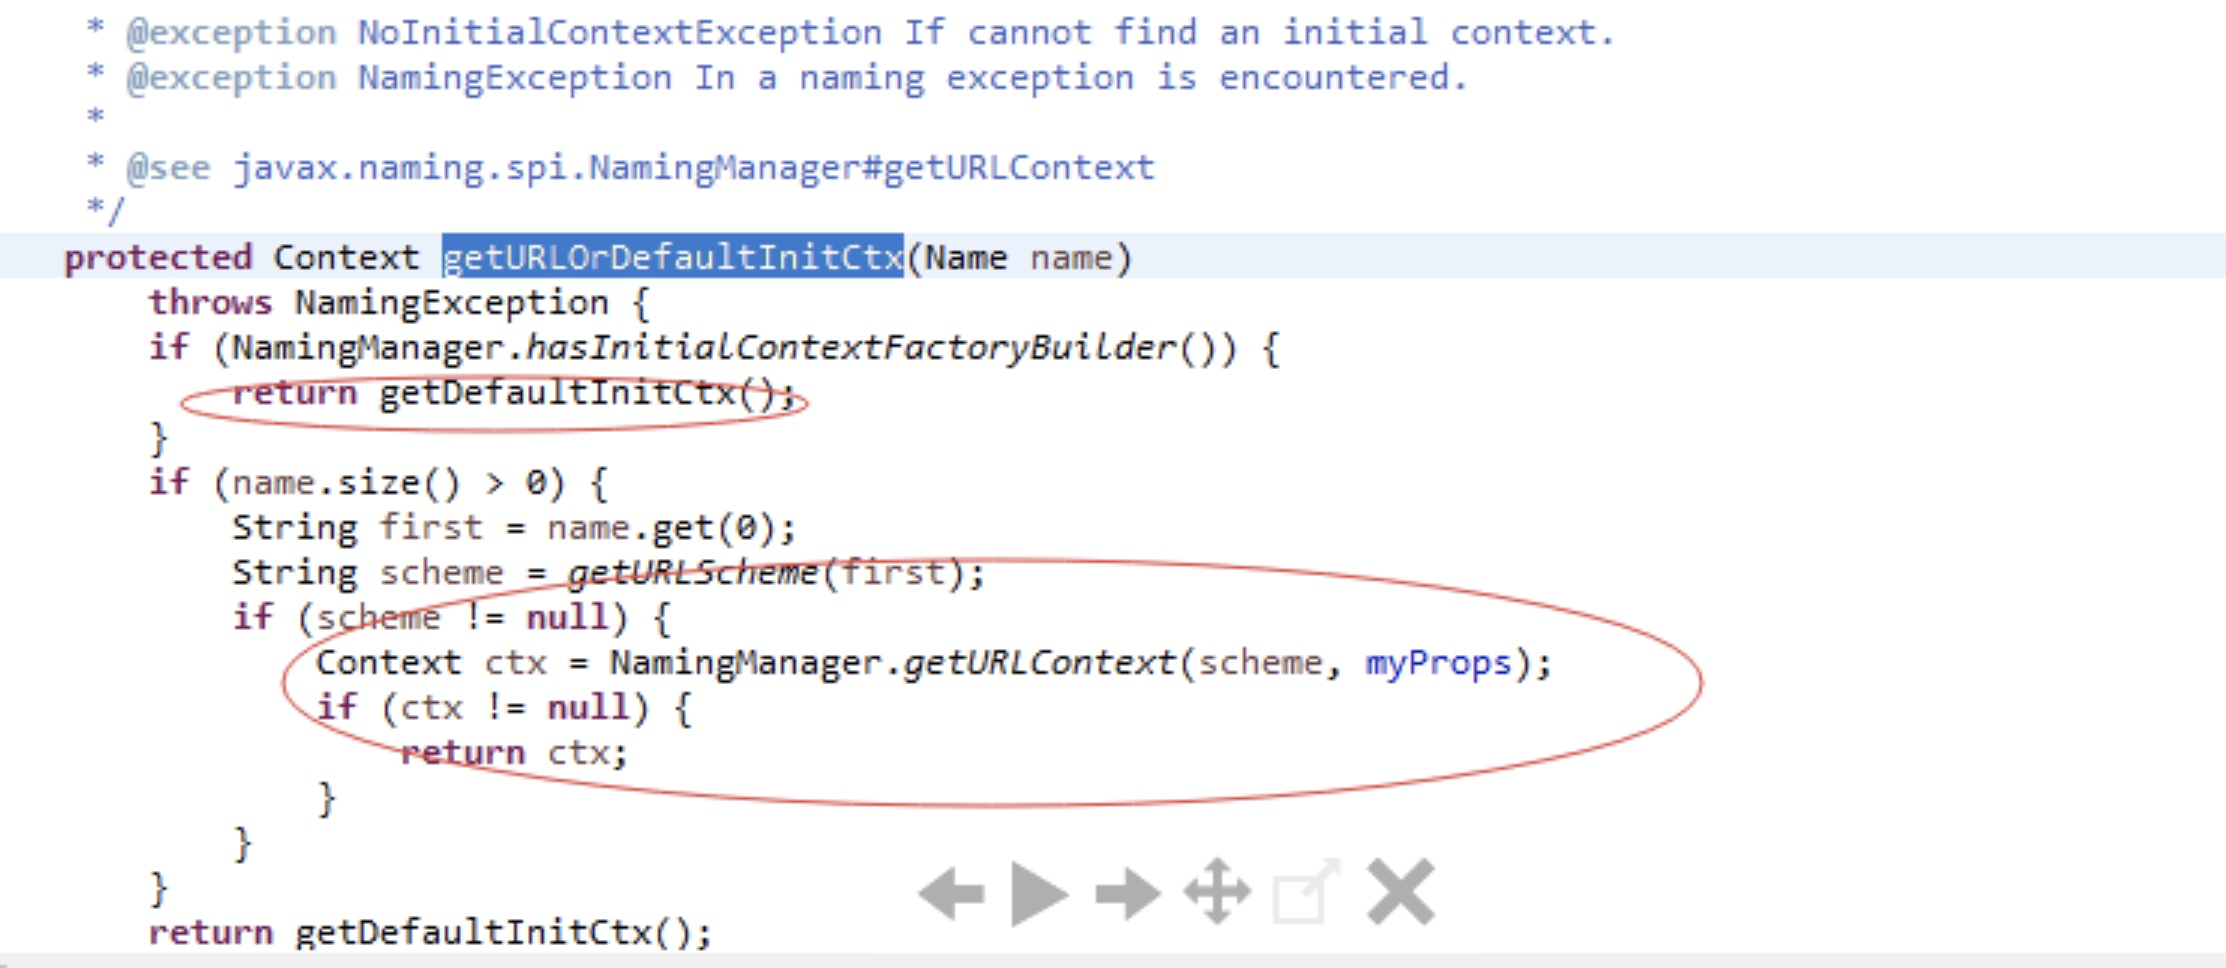 * @exception NoInitialContextException If cannot find an initial context.
* @exception NamingException In a naming exception is encountered.
*
* @see javax.naming.spi.NamingManager#getURLContext
*/
protected Context getURLOrDefaultInitCtx(Name name)
throws NamingException {
if (NamingManager.hasInitialContextFactoryBuilder()) {
return getDefaultInitCtx();
}
if (name.size() > 0) {
String first = name.get(0);
String scheme = getURLScheme(first);
if (scheme != null) {
Context ctx = NamingManager.getURLContext(scheme, myProps);
if (ctx != null) {
return ctx;
}
}
}
return getDefaultInitCtx();